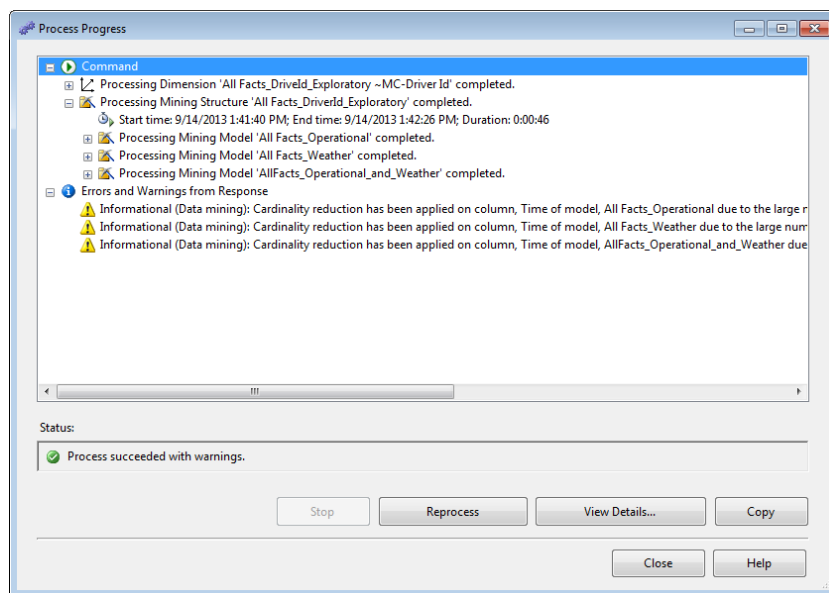 Process Progress
Command
Processing Dimension 'All Facts_DriveId_Exploratory ~MC-Driver Id' completed.
Processing Mining Structure 'All Facts_DriverId_Exploratory' completed.
Start time: 9/14/2013 1:41:40 PM; End time: 9/14/2013 1:42:26 PM; Duration: 0:00:46
Processing Mining Model 'All Facts_Operational' completed.
Processing Mining Model 'All Facts_Weather' completed.
Processing Mining Model 'AllFacts_Operational_and_Weather' completed.
Errors and Warnings from Response
Informational (Data mining): Cardinality reduction has been applied on column, Time of model, All Facts_Operational due to the large
Informational (Data mining): Cardinality reduction has been applied on column, Time of model, All Facts_Weather due to the large num
Informational (Data mining): Cardinality reduction has been applied on column, Time of model, AllFacts_Operational_and_Weather due
Status:
Process succeeded with warnings.
Stop Reprocess View Details... Copy
Close Help